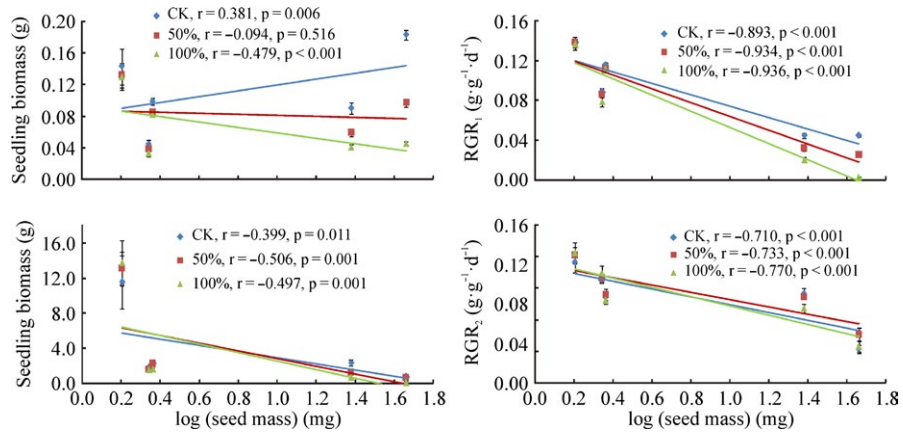 Seedling biomass (g)
0.20
0.16
0.12
0.08
0.04
0.00
CK, r = 0.381, p = 0.006
50%, r = −0.094, p = 0.516
100%, r = −0.479, p < 0.001
RGR₁ (g·g⁻¹·d⁻¹)
0.16
0.12
0.08
0.04
0.00
CK, r = −0.893, p < 0.001
50%, r = −0.934, p < 0.001
100%, r = −0.936, p < 0.001
Seedling biomass (g)
16.0
12.0
8.0
4.0
0.0
CK, r = −0.399, p = 0.011
50%, r = −0.506, p = 0.001
100%, r = −0.497, p = 0.001
0.0 0.2 0.4 0.6 0.8 1.0 1.2 1.4 1.6 1.8
log (seed mass) (mg)
RGR₂ (g·g⁻¹·d⁻¹)
0.16
0.12
0.08
0.04
0.00
CK, r = −0.710, p < 0.001
50%, r = −0.733, p < 0.001
100%, r = −0.770, p < 0.001
0.0 0.2 0.4 0.6 0.8 1.0 1.2 1.4 1.6 1.8
log (seed mass) (mg)